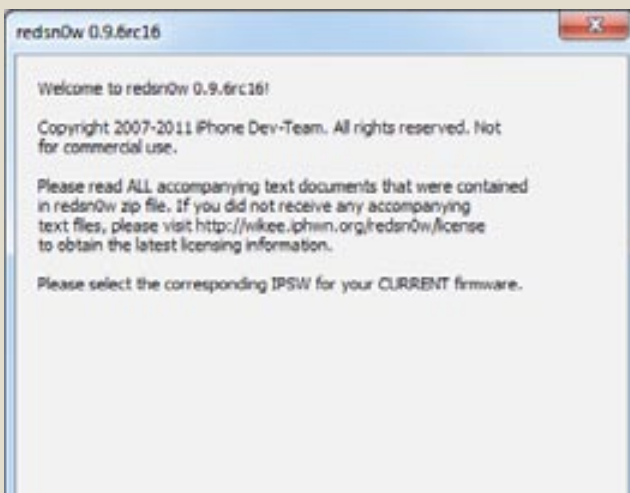 redsn0w 0.9.6rc16
Welcome to redsn0w 0.9.6rc16!
Copyright 2007-2011 iPhone Dev-Team. All rights reserved. Not
for commercial use.
Please read ALL accompanying text documents that were contained
in redsn0w zip file. If you did not receive any accompanying
text files, please visit http://wikee.iphwn.org/redsn0w/license
to obtain the latest licensing information.
Please select the corresponding IPSW for your CURRENT firmware.